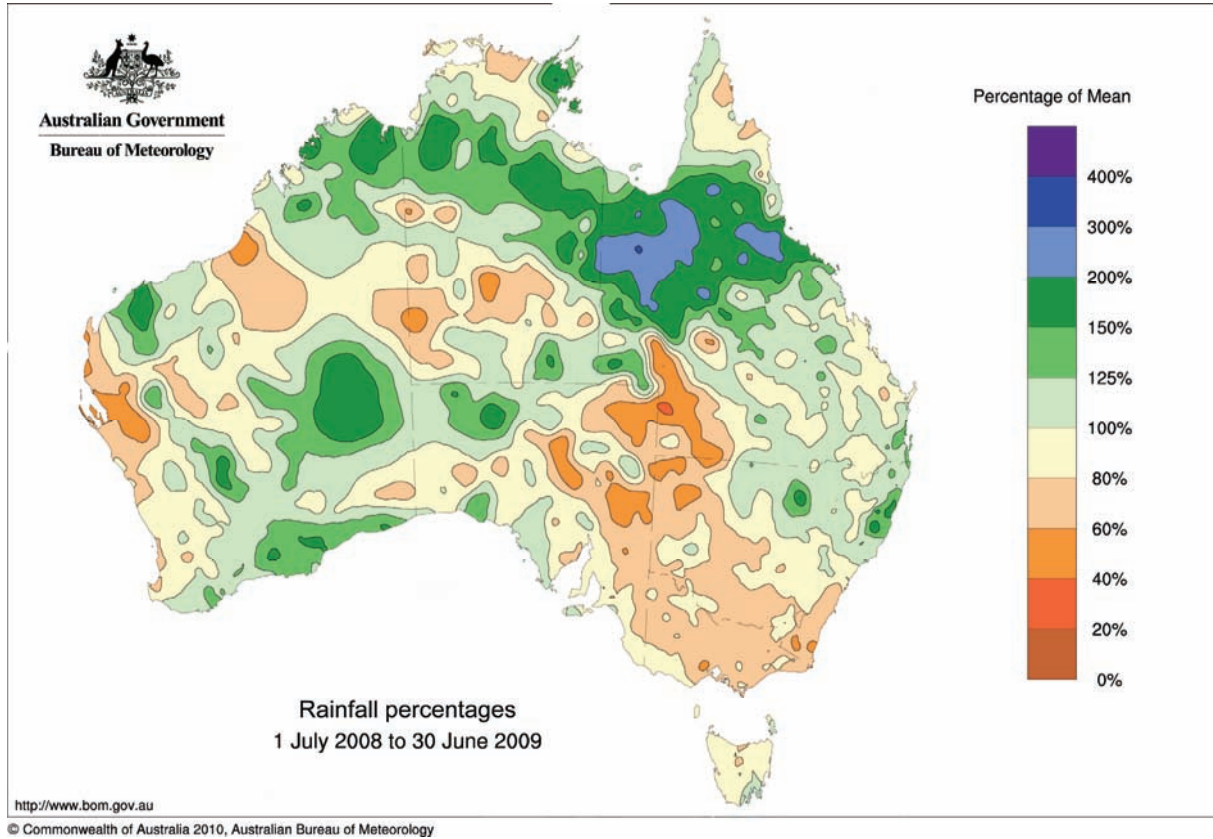 Australian Government
Bureau of Meteorology
Percentage of Mean
400%
300%
200%
150%
125%
100%
80%
60%
40%
20%
0%
Rainfall percentages
1 July 2008 to 30 June 2009
http://www.bom.gov.au
© Commonwealth of Australia 2010, Australian Bureau of Meteorology